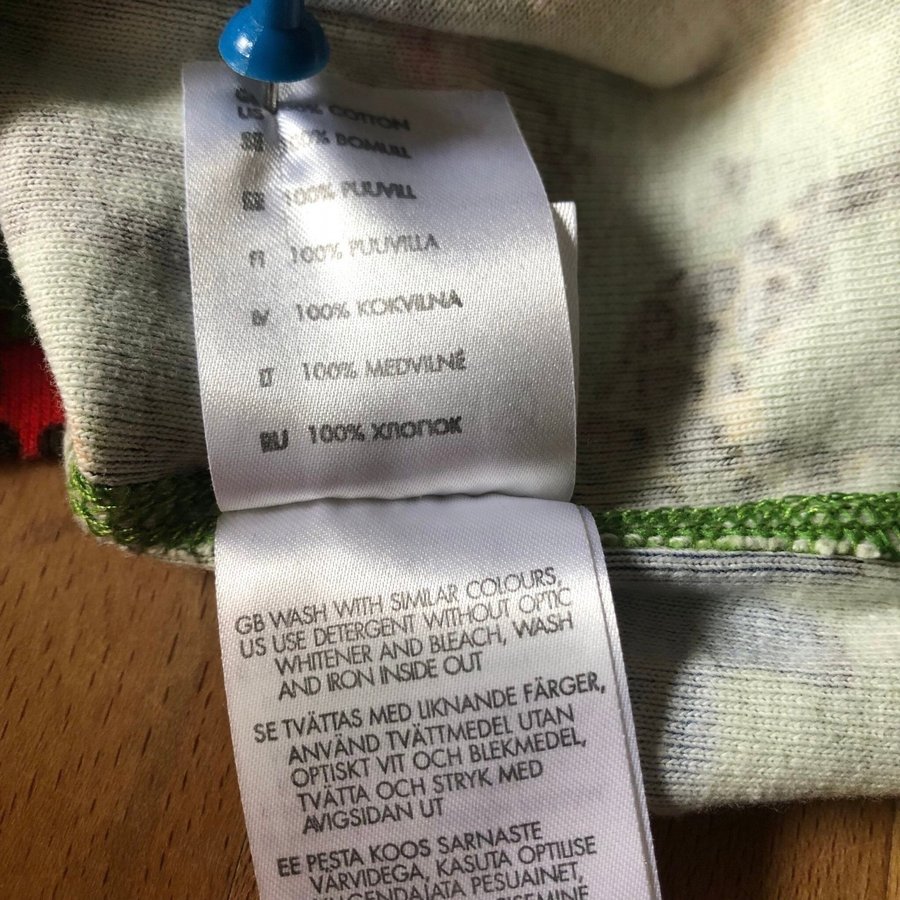 US COTTON
SE % BOMULL
EE 100% PUUVILL
FI 100% PUUVILLA
LV 100% KOKVILNA
LT 100% MEDVILNĖ
RU 100% ХЛОПОК
GB WASH WITH SIMILAR COLOURS,
US USE DETERGENT WITHOUT OPTIC
WHITENER AND BLEACH, WASH
AND IRON INSIDE OUT
SE TVÄTTAS MED LIKNANDE FÄRGER,
ANVÄND TVÄTTMEDEL UTAN
OPTISKT VIT OCH BLEKMEDEL,
TVÄTTA OCH STRYK MED
AVIGSIDAN UT
EE PESTA KOOS SARNASTE
VÄRVIDEGA, KASUTA OPTILISE
PESUAINET,